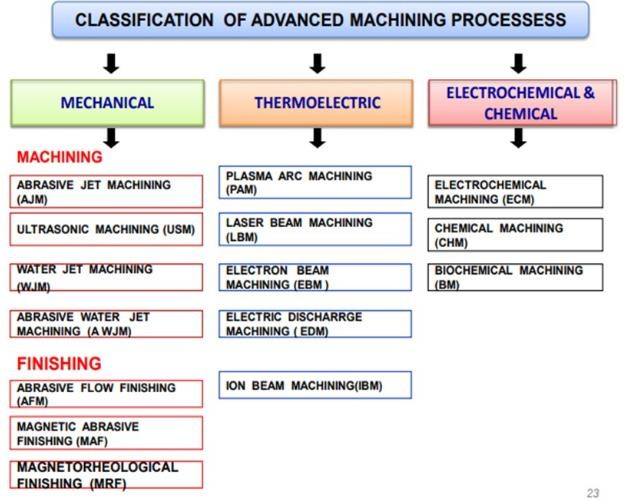 CLASSIFICATION OF ADVANCED MACHINING PROCESSESS
MECHANICAL
THERMOELECTRIC
ELECTROCHEMICAL &
CHEMICAL
MACHINING
ABRASIVE JET MACHINING
(AJM)
ULTRASONIC MACHINING (USM)
WATER JET MACHINING
(WJM)
ABRASIVE WATER JET
MACHINING (A WJM)
FINISHING
ABRASIVE FLOW FINISHING
(AFM)
MAGNETIC ABRASIVE
FINISHING (MAF)
MAGNETORHEOLOGICAL
FINISHING (MRF)
PLASMA ARC MACHINING
(PAM)
LASER BEAM MACHINING
(LBM)
ELECTRON BEAM
MACHINING (EBM )
ELECTRIC DISCHARRGE
MACHINING ( EDM)
ION BEAM MACHINING(IBM)
ELECTROCHEMICAL
MACHINING (ECM)
CHEMICAL MACHINING
(CHM)
BIOCHEMICAL MACHINING
(BM)
23